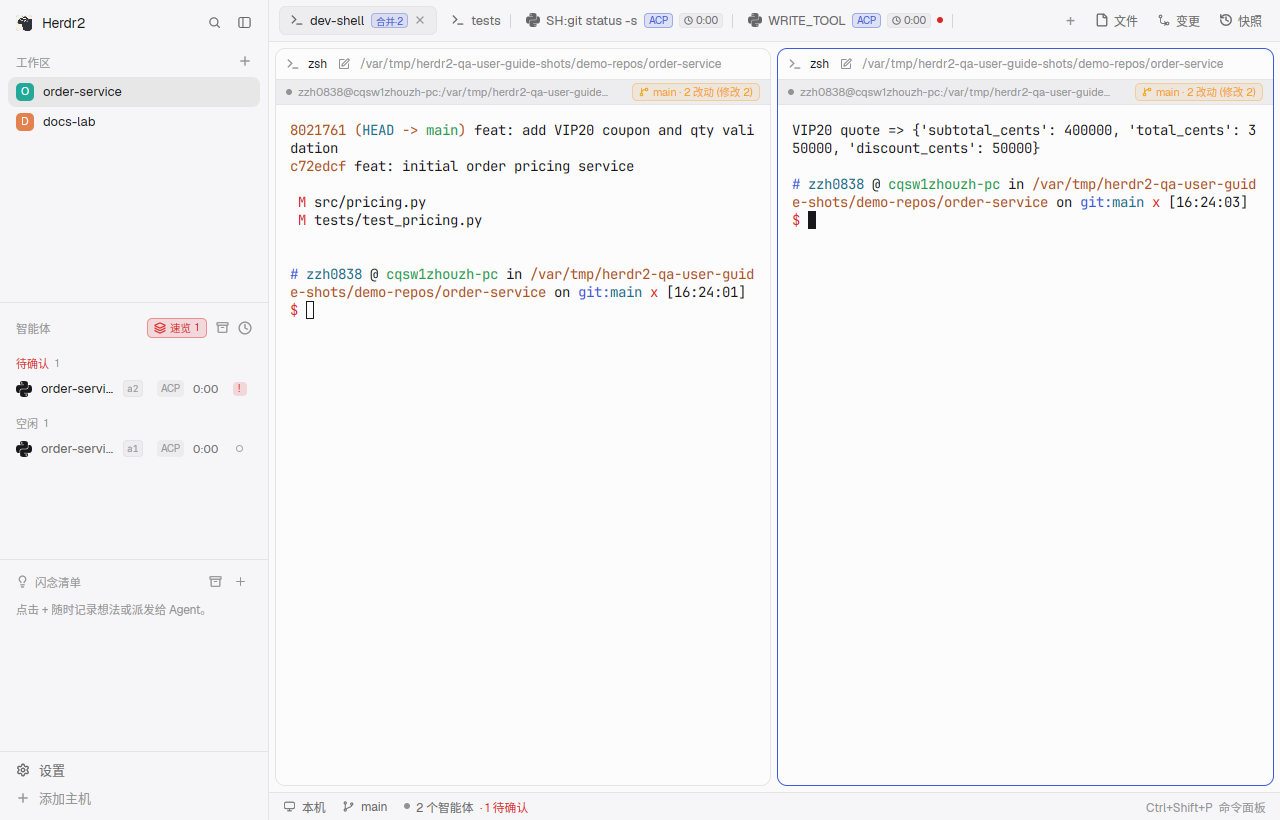 Herdr2
工作区
O order-service
D docs-lab
智能体
速览 1
待确认 1
order-servi... a2 ACP 0:00 !
空闲 1
order-servi... a1 ACP 0:00
闪念清单
点击 + 随时记录想法或派发给 Agent。
设置
添加主机
dev-shell 合并·2
tests
SH:git status -s ACP 0:00
WRITE_TOOL ACP 0:00
文件
变更
快照
zsh /var/tmp/herdr2-qa-user-guide-shots/demo-repos/order-service
zzh0838@cqsw1zhouzh-pc:/var/tmp/herdr2-qa-user-guide... main · 2 改动 (修改 2)
8021761 (HEAD -> main) feat: add VIP20 coupon and qty vali
dation
c72edcf feat: initial order pricing service
M src/pricing.py
M tests/test_pricing.py
# zzh0838 @ cqsw1zhouzh-pc in /var/tmp/herdr2-qa-user-guid
e-shots/demo-repos/order-service on git:main x [16:24:01]
$
zsh /var/tmp/herdr2-qa-user-guide-shots/demo-repos/order-service
zzh0838@cqsw1zhouzh-pc:/var/tmp/herdr2-qa-user-guide... main · 2 改动 (修改 2)
VIP20 quote => {'subtotal_cents': 400000, 'total_cents': 3
50000, 'discount_cents': 50000}
# zzh0838 @ cqsw1zhouzh-pc in /var/tmp/herdr2-qa-user-guid
e-shots/demo-repos/order-service on git:main x [16:24:03]
$
本机 main 2 个智能体 · 1 待确认
Ctrl+Shift+P 命令面板